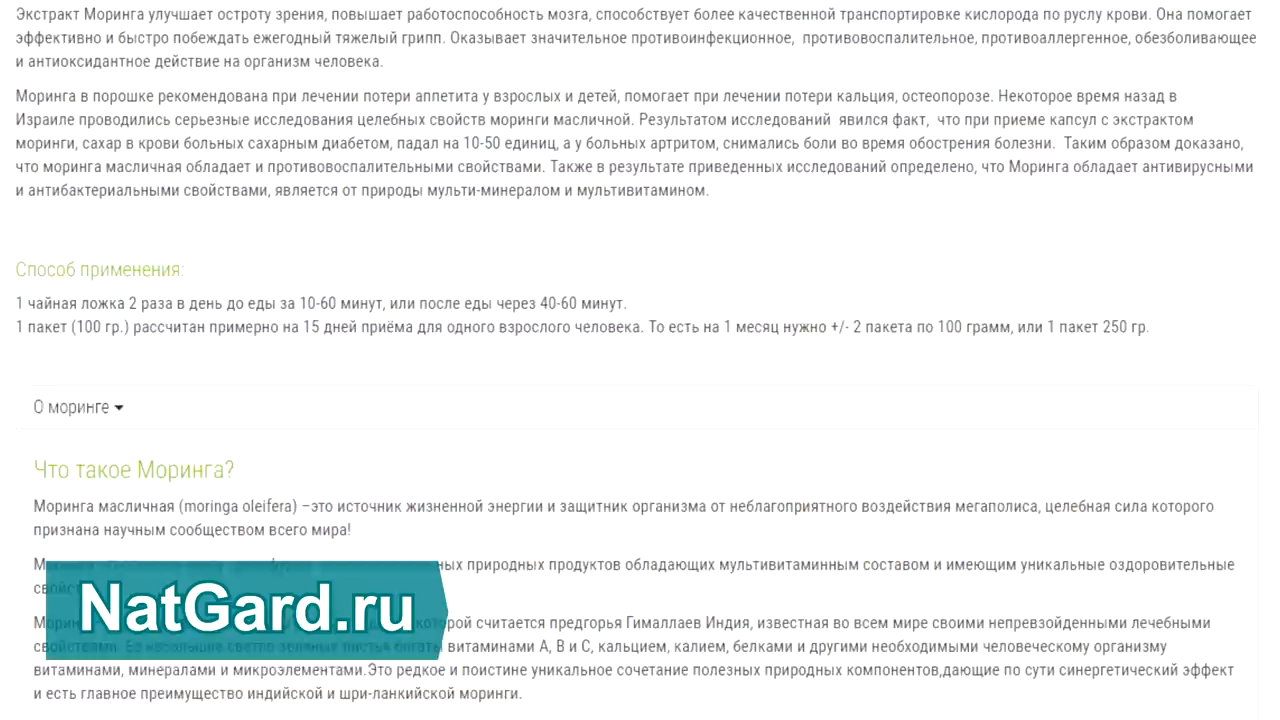 Экстракт Моринга улучшает остроту зрения, повышает работоспособность мозга, способствует более качественной транспортировке кислорода по руслу крови. Она помогает
эффективно и быстро побеждать ежегодный тяжелый грипп. Оказывает значительное противоинфекционное, противовоспалительное, противоаллергенное, обезболивающее
и антиоксидантное действие на организм человека.
Моринга в порошке рекомендована при лечении потери аппетита у взрослых и детей, помогает при лечении потери кальция, остеопорозе. Некоторое время назад в
Израиле проводились серьезные исследования целебных свойств моринги масличной. Результатом исследований явился факт, что при приеме капсул с экстрактом
моринги, сахар в крови больных сахарным диабетом, падал на 10-50 единиц, а у больных артритом, снимались боли во время обострения болезни. Таким образом доказано,
что моринга масличная обладает и противовоспалительными свойствами. Также в результате приведенных исследований определено, что Моринга обладает антивирусными
и антибактериальными свойствами, является от природы мульти-минералом и мультивитамином.
Способ применения:
1 чайная ложка 2 раза в день до еды за 10-60 минут, или после еды через 40-60 минут.
1 пакет (100 гр.) рассчитан примерно на 15 дней приёма для одного взрослого человека. То есть на 1 месяц нужно +/- 2 пакета по 100 грамм, или 1 пакет 250 гр.
О моринге
Что такое Моринга?
Моринга масличная (moringa oleifera) –это источник жизненной энергии и защитник организма от неблагоприятного воздействия мегаполиса, целебная сила которого
признана научным сообществом всего мира!
природных продуктов обладающих мультивитаминным составом и имеющим уникальные оздоровительные
NatGard.ru
считается предгорья Гималлаев Индия, известная во всем мире своими непревзойденными лечебными
витаминами А, В и С, кальцием, калием, белками и другими необходимыми человеческому организму
витаминами, минералами и микроэлементами.Это редкое и поистине уникальное сочетание полезных природных компонентов,дающие по сути синергетический эффект
и есть главное преимущество индийской и шри-ланкийской моринги.